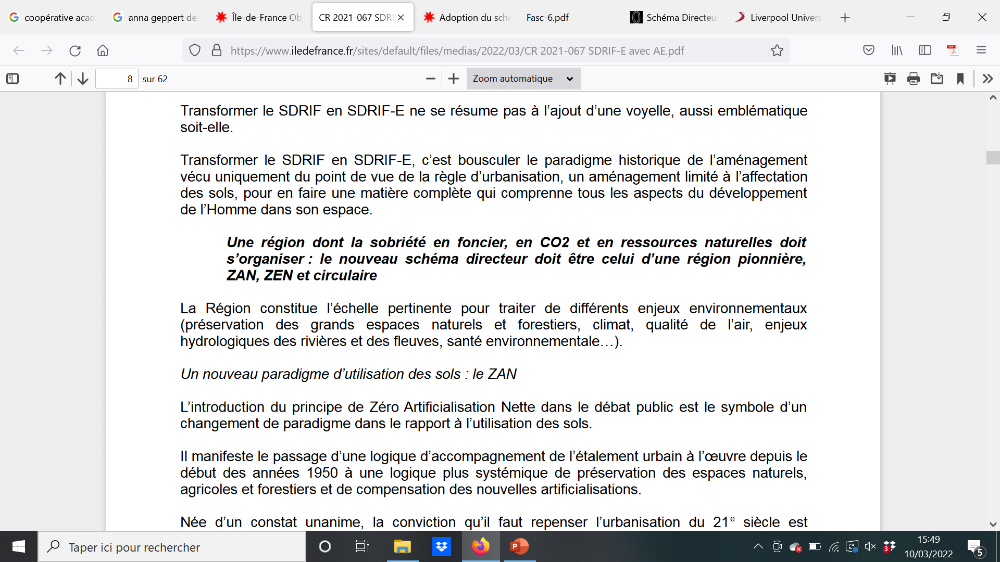 coopérative acad
anna geppert des
Île-de-France Ob
CR 2021-067 SDRI
Adoption du sché
Fasc-6.pdf
Schéma Directeu
Liverpool Univers
https://www.iledefrance.fr/sites/default/files/medias/2022/03/CR 2021-067 SDRIF-E avec AE.pdf
8 sur 62
Zoom automatique
Transformer le SDRIF en SDRIF-E ne se résume pas à l’ajout d’une voyelle, aussi emblématique
soit-elle.
Transformer le SDRIF en SDRIF-E, c’est bousculer le paradigme historique de l’aménagement
vécu uniquement du point de vue de la règle d’urbanisation, un aménagement limité à l’affectation
des sols, pour en faire une matière complète qui comprenne tous les aspects du développement
de l’Homme dans son espace.
Une région dont la sobriété en foncier, en CO2 et en ressources naturelles doit
s’organiser : le nouveau schéma directeur doit être celui d’une région pionnière,
ZAN, ZEN et circulaire
La Région constitue l’échelle pertinente pour traiter de différents enjeux environnementaux
(préservation des grands espaces naturels et forestiers, climat, qualité de l’air, enjeux
hydrologiques des rivières et des fleuves, santé environnementale…).
Un nouveau paradigme d’utilisation des sols : le ZAN
L’introduction du principe de Zéro Artificialisation Nette dans le débat public est le symbole d’un
changement de paradigme dans le rapport à l’utilisation des sols.
Il manifeste le passage d’une logique d’accompagnement de l’étalement urbain à l’œuvre depuis le
début des années 1950 à une logique plus systémique de préservation des espaces naturels,
agricoles et forestiers et de compensation des nouvelles artificialisations.
Née d’un constat unanime, la conviction qu’il faut repenser l’urbanisation du 21e siècle est
Taper ici pour rechercher
P
3
15:49
10/03/2022
5